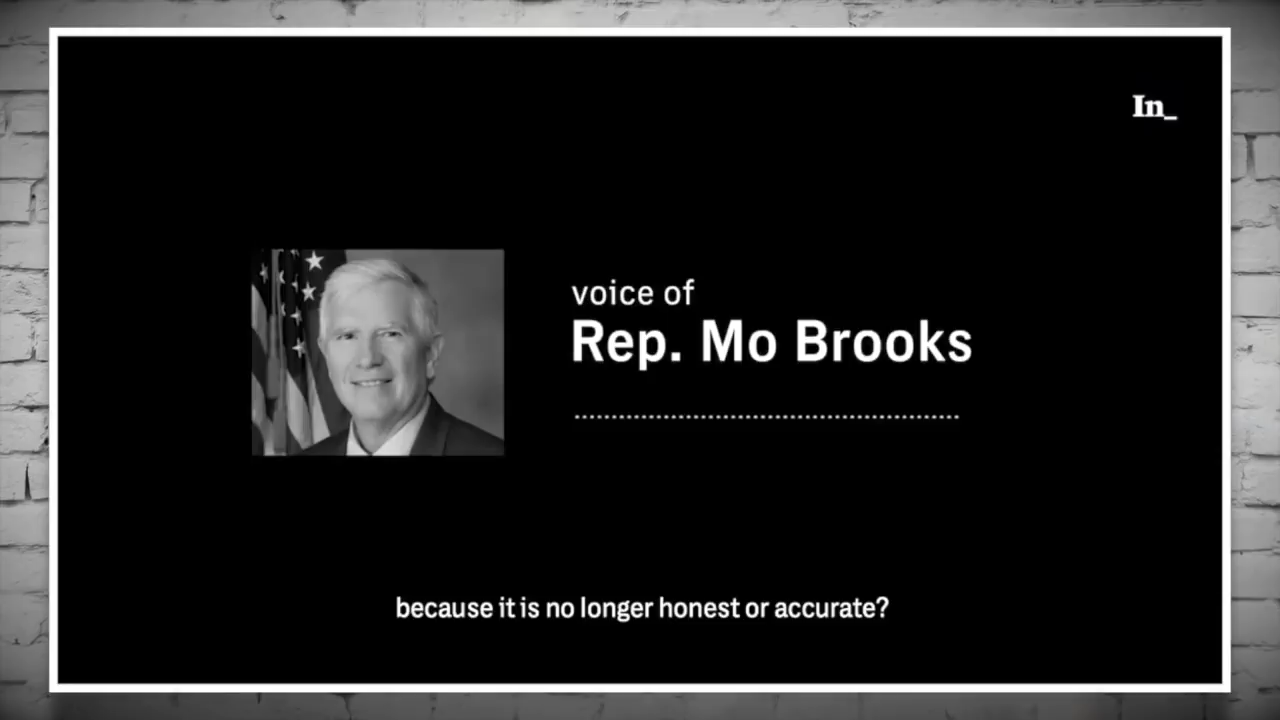 In_
voice of
Rep. Mo Brooks
because it is no longer honest or accurate?